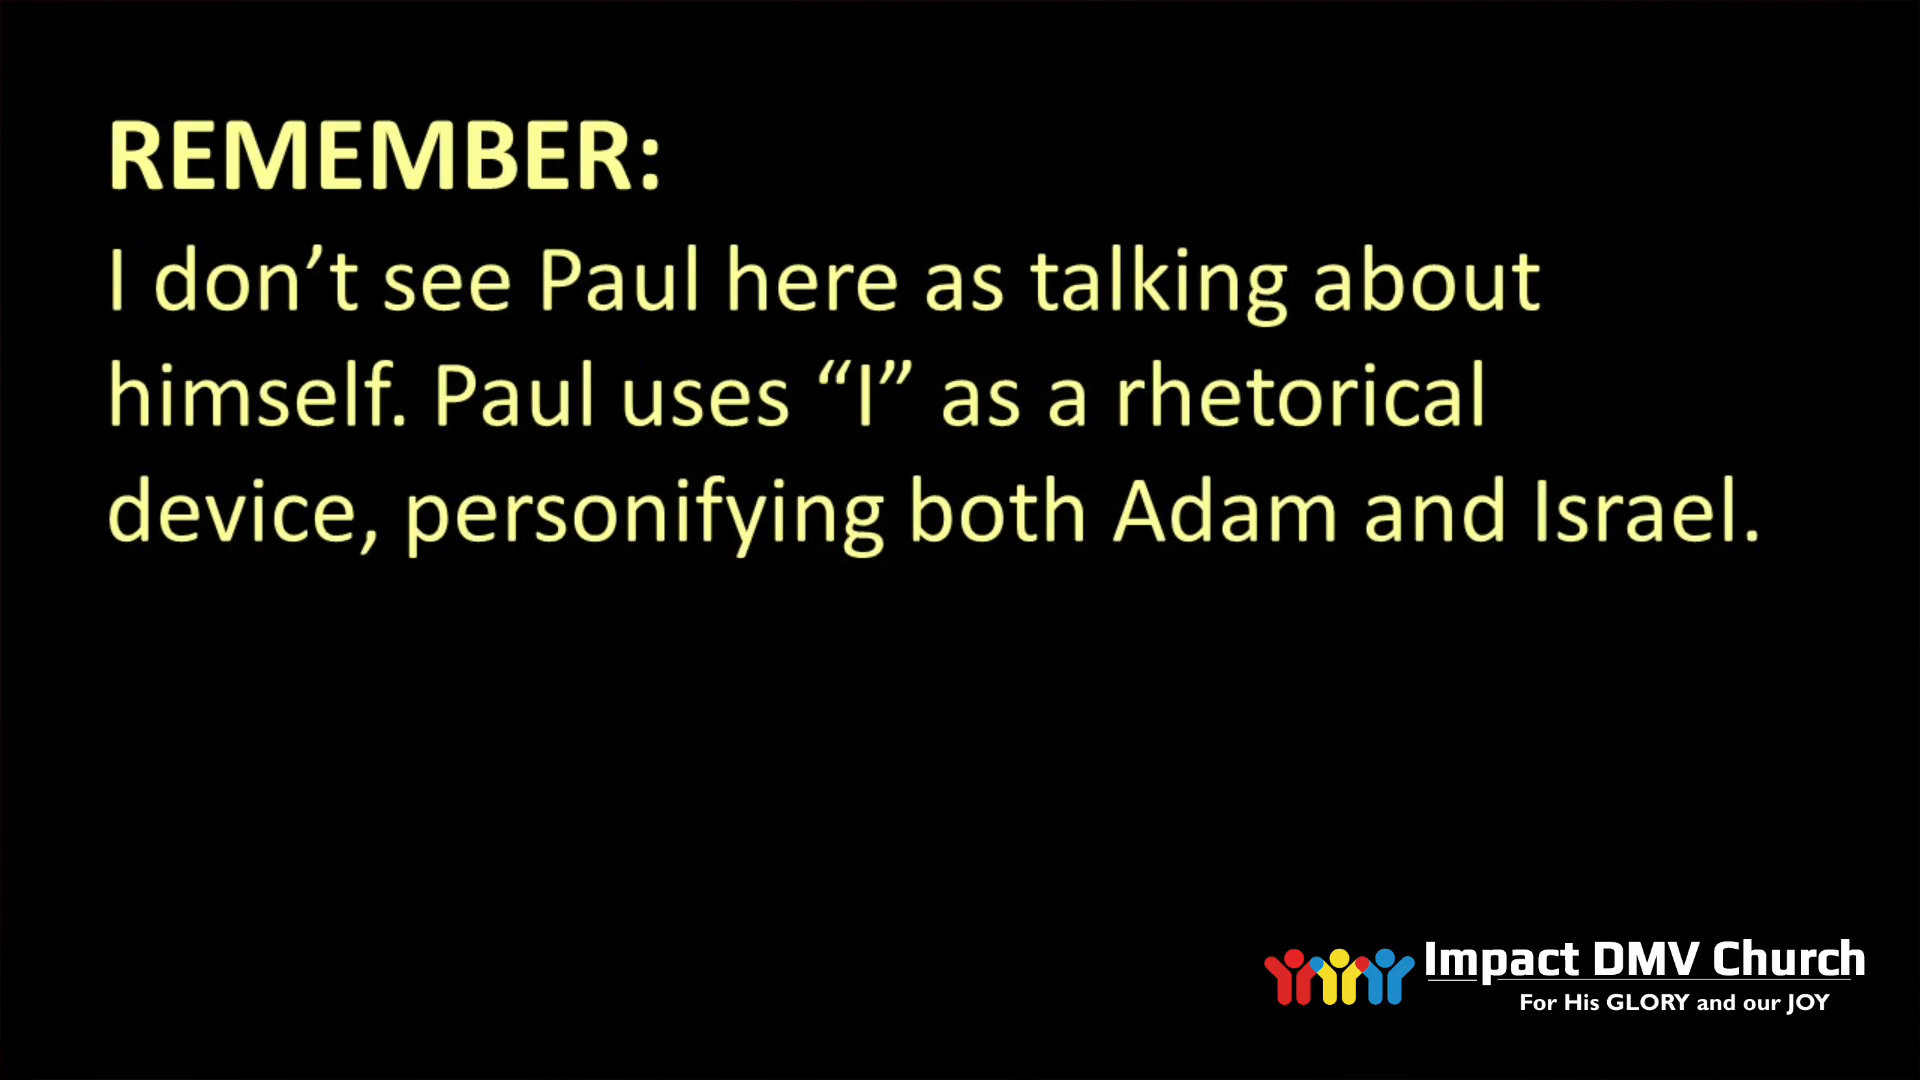 REMEMBER:
I don’t see Paul here as talking about
himself. Paul uses “I” as a rhetorical
device, personifying both Adam and Israel.
Impact DMV Church
For His GLORY and our JOY